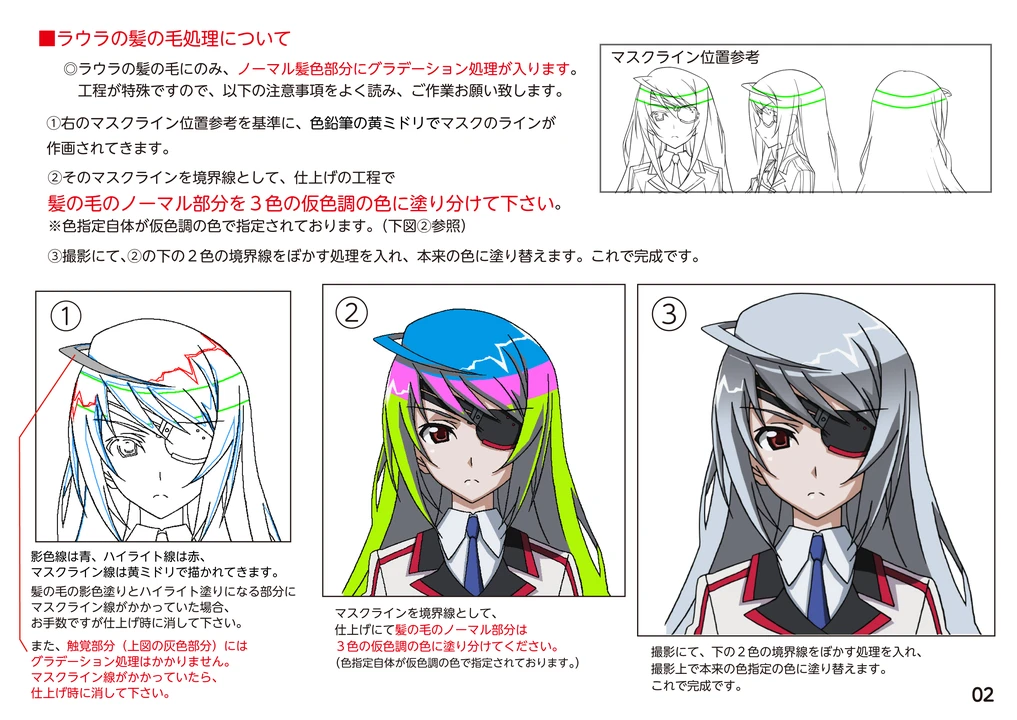 ■ラウラの髪の毛処理について
◎ラウラの髪の毛にのみ、ノーマル髪色部分にグラデーション処理が入ります。
工程が特殊ですので、以下の注意事項をよく読み、ご作業お願い致します。
①右のマスクライン位置参考を基準に、色鉛筆の黄ミドリでマスクのラインが
作画されてきます。
②そのマスクラインを境界線として、仕上げの工程で
髪の毛のノーマル部分を３色の仮色調の色に塗り分けて下さい。
※色指定自体が仮色調の色で指定されております。（下図②参照）
③撮影にて、②の下の２色の境界線をぼかす処理を入れ、本来の色に塗り替えます。これで完成です。
マスクライン位置参考
①
影色線は青、ハイライト線は赤、
マスクライン線は黄ミドリで描かれてきます。
髪の毛の影色塗りとハイライト塗りになる部分に
マスクライン線がかかっていた場合、
お手数ですが仕上げ時に消して下さい。
また、触覚部分（上図の灰色部分）には
グラデーション処理はかかりません。
マスクライン線がかかっていたら、
仕上げ時に消して下さい。
②
マスクラインを境界線として、
仕上げにて髪の毛のノーマル部分は
３色の仮色調の色に塗り分けてください。
（色指定自体が仮色調の色で指定されております。）
③
撮影にて、下の２色の境界線をぼかす処理を入れ、
撮影上で本来の色指定の色に塗り替えます。
これで完成です。
02